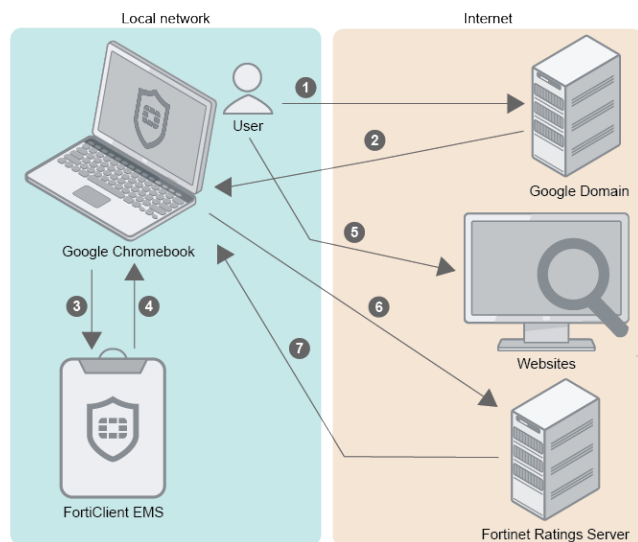 Local network
Internet
1
User
2
Google Domain
Google Chromebook
5
3
4
6
7
Websites
FortiClient EMS
Fortinet Ratings Server